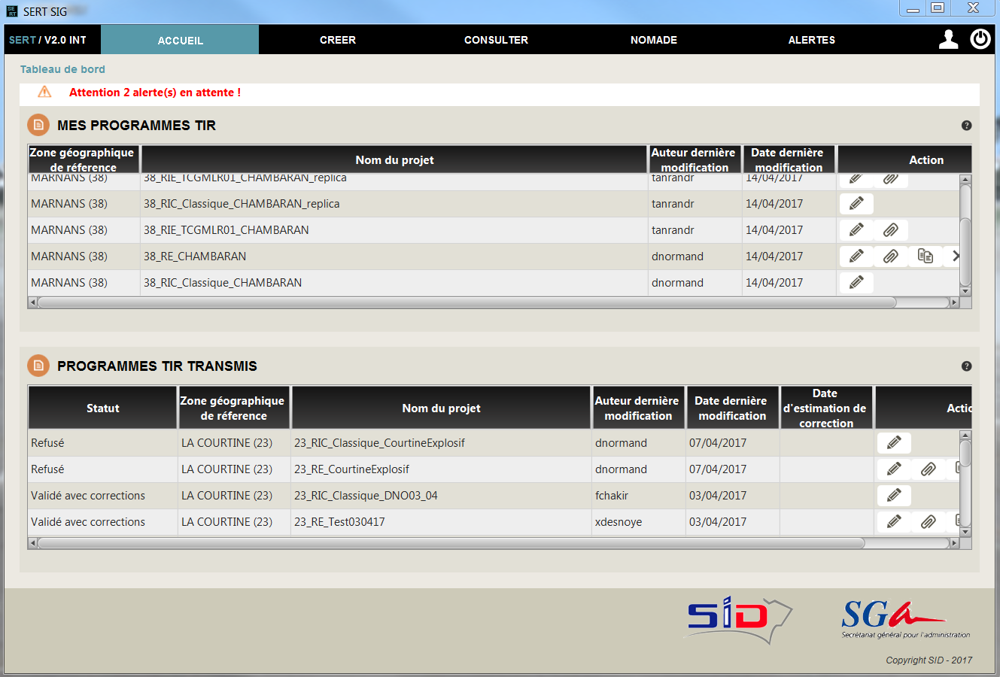 SERT SIG
SERT / V2.0 INT ACCUEIL CREER CONSULTER NOMADE ALERTES
Tableau de bord
Attention 2 alerte(s) en attente !
MES PROGRAMMES TIR
Zone géographique de réference Nom du projet Auteur dernière modification Date dernière modification Action
MARNANS (38) 38_RIE_TCGMLR01_CHAMBARAN_replica tanrandr 14/04/2017
MARNANS (38) 38_RIC_Classique_CHAMBARAN_replica tanrandr 14/04/2017
MARNANS (38) 38_RIE_TCGMLR01_CHAMBARAN tanrandr 14/04/2017
MARNANS (38) 38_RE_CHAMBARAN dnormand 14/04/2017
MARNANS (38) 38_RIC_Classique_CHAMBARAN dnormand 14/04/2017
PROGRAMMES TIR TRANSMIS
Statut Zone géographique de réference Nom du projet Auteur dernière modification Date dernière modification Date d'estimation de correction Actio
Refusé LA COURTINE (23) 23_RIC_Classique_CourtineExplosif dnormand 07/04/2017
Refusé LA COURTINE (23) 23_RE_CourtineExplosif dnormand 07/04/2017
Validé avec corrections LA COURTINE (23) 23_RIC_Classique_DNO03_04 fchakir 03/04/2017
Validé avec corrections LA COURTINE (23) 23_RE_Test030417 xdesnoye 03/04/2017
SID SGA
Secrétariat général pour l'administration
Copyright SID - 2017